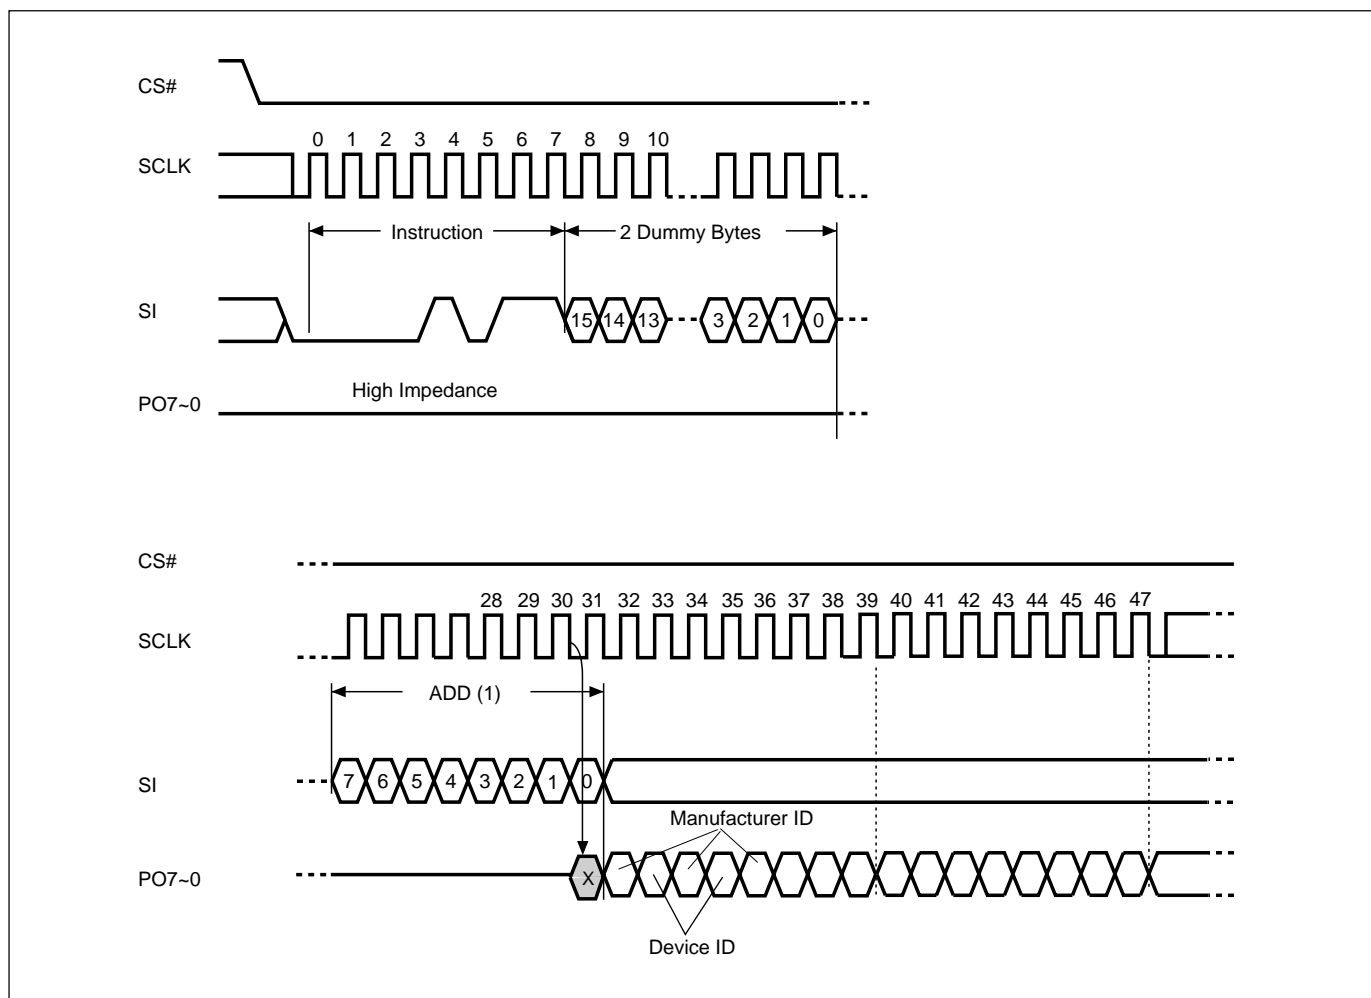 CS#
0 1 2 3 4 5 6 7 8 9 10
SCLK
Instruction 2 Dummy Bytes
SI
15 14 13 3 2 1 0
High Impedance
PO7~0
CS#
28 29 30 31 32 33 34 35 36 37 38 39 40 41 42 43 44 45 46 47
SCLK
ADD (1)
SI
7 6 5 4 3 2 1 0
Manufacturer ID
PO7~0
X
Device ID